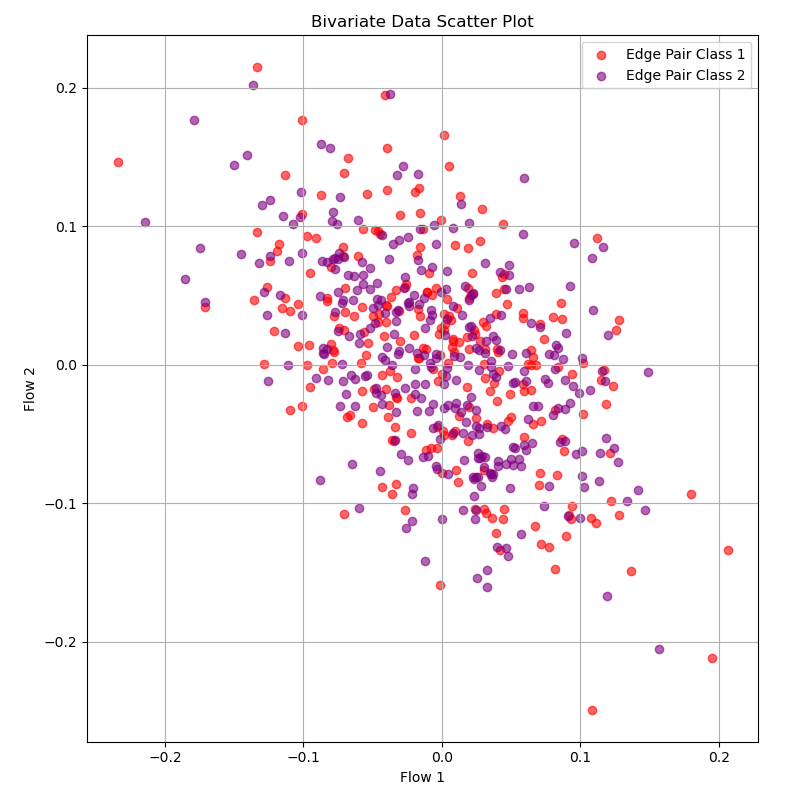 Bivariate Data Scatter Plot
Edge Pair Class 1
Edge Pair Class 2
0.2
0.1
0.0
−0.1
−0.2
Flow 2
−0.2
−0.1
0.0
0.1
0.2
Flow 1